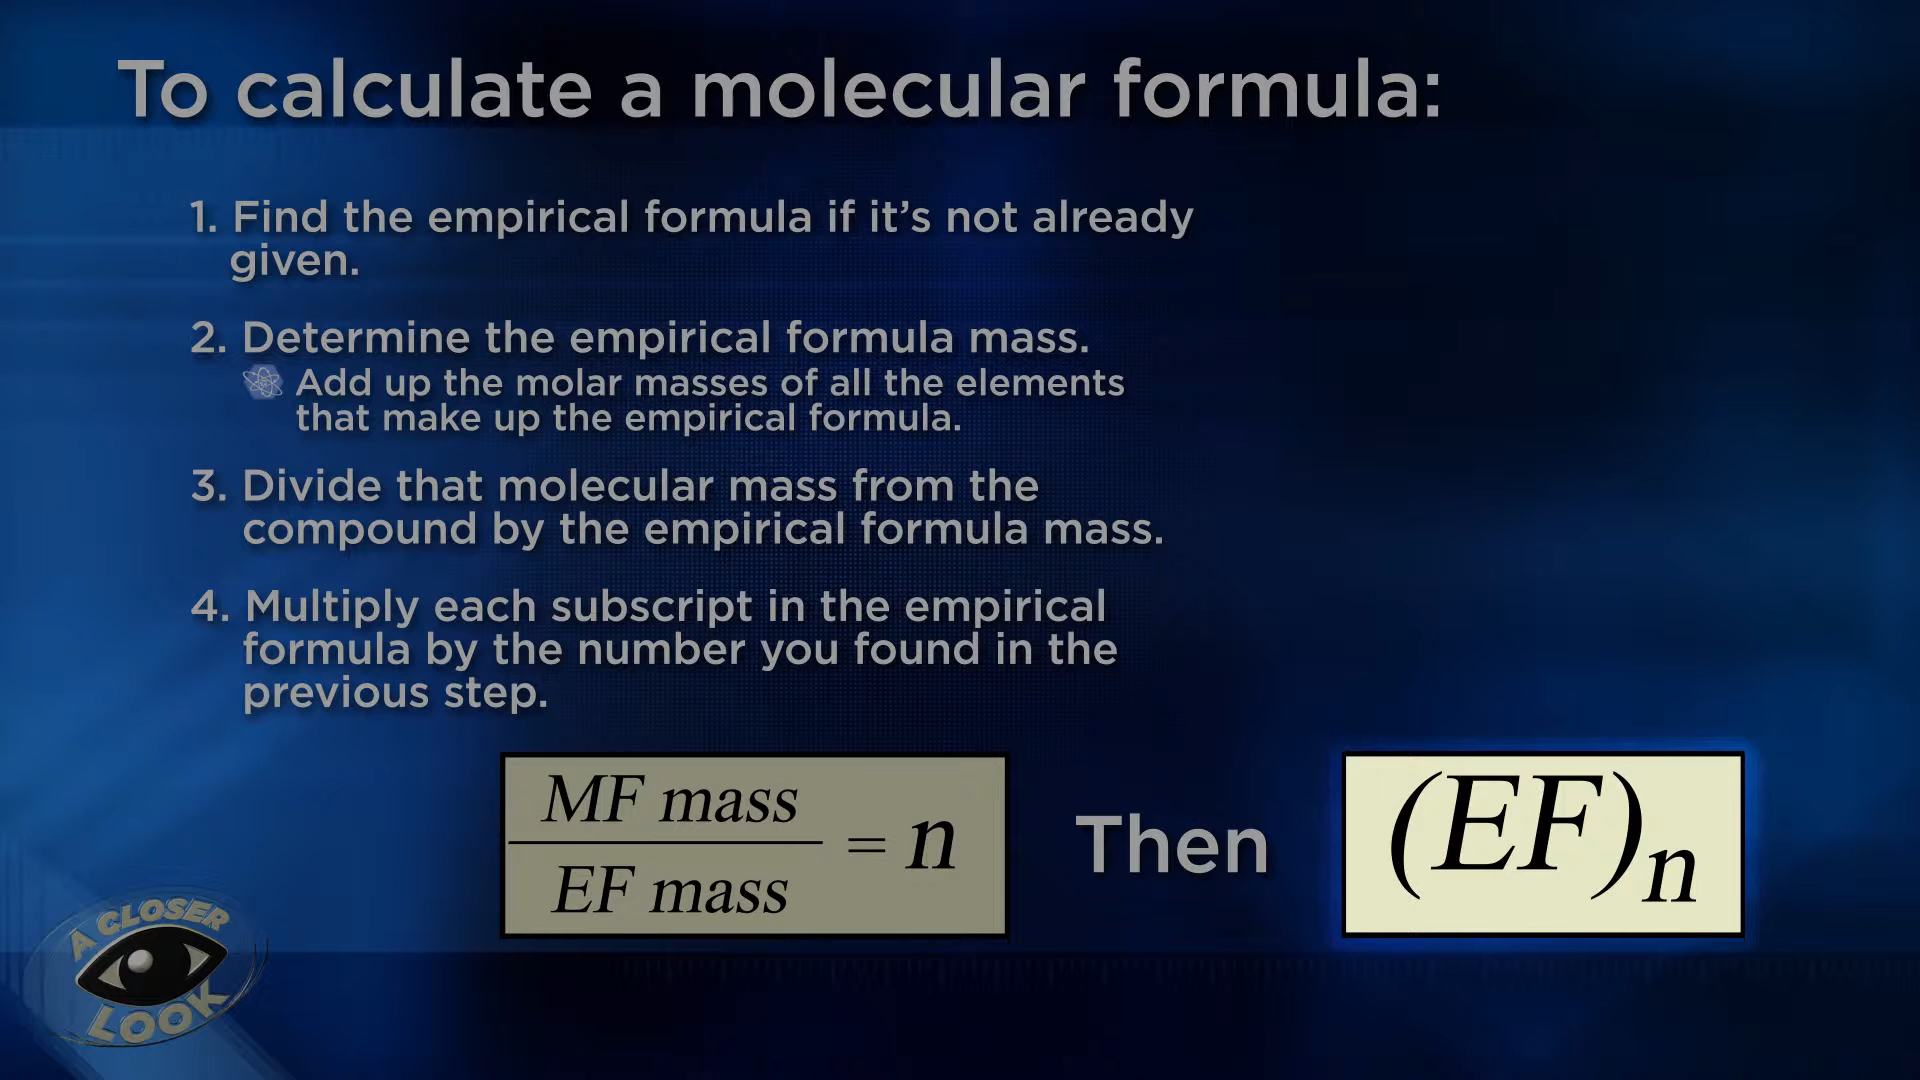 To calculate a molecular formula:
1. Find the empirical formula if it’s not already
given.
2. Determine the empirical formula mass.
Add up the molar masses of all the elements
that make up the empirical formula.
3. Divide that molecular mass from the
compound by the empirical formula mass.
4. Multiply each subscript in the empirical
formula by the number you found in the
previous step.
MF mass
EF mass
= n
Then
(EF)n
A CLOSER
LOOK